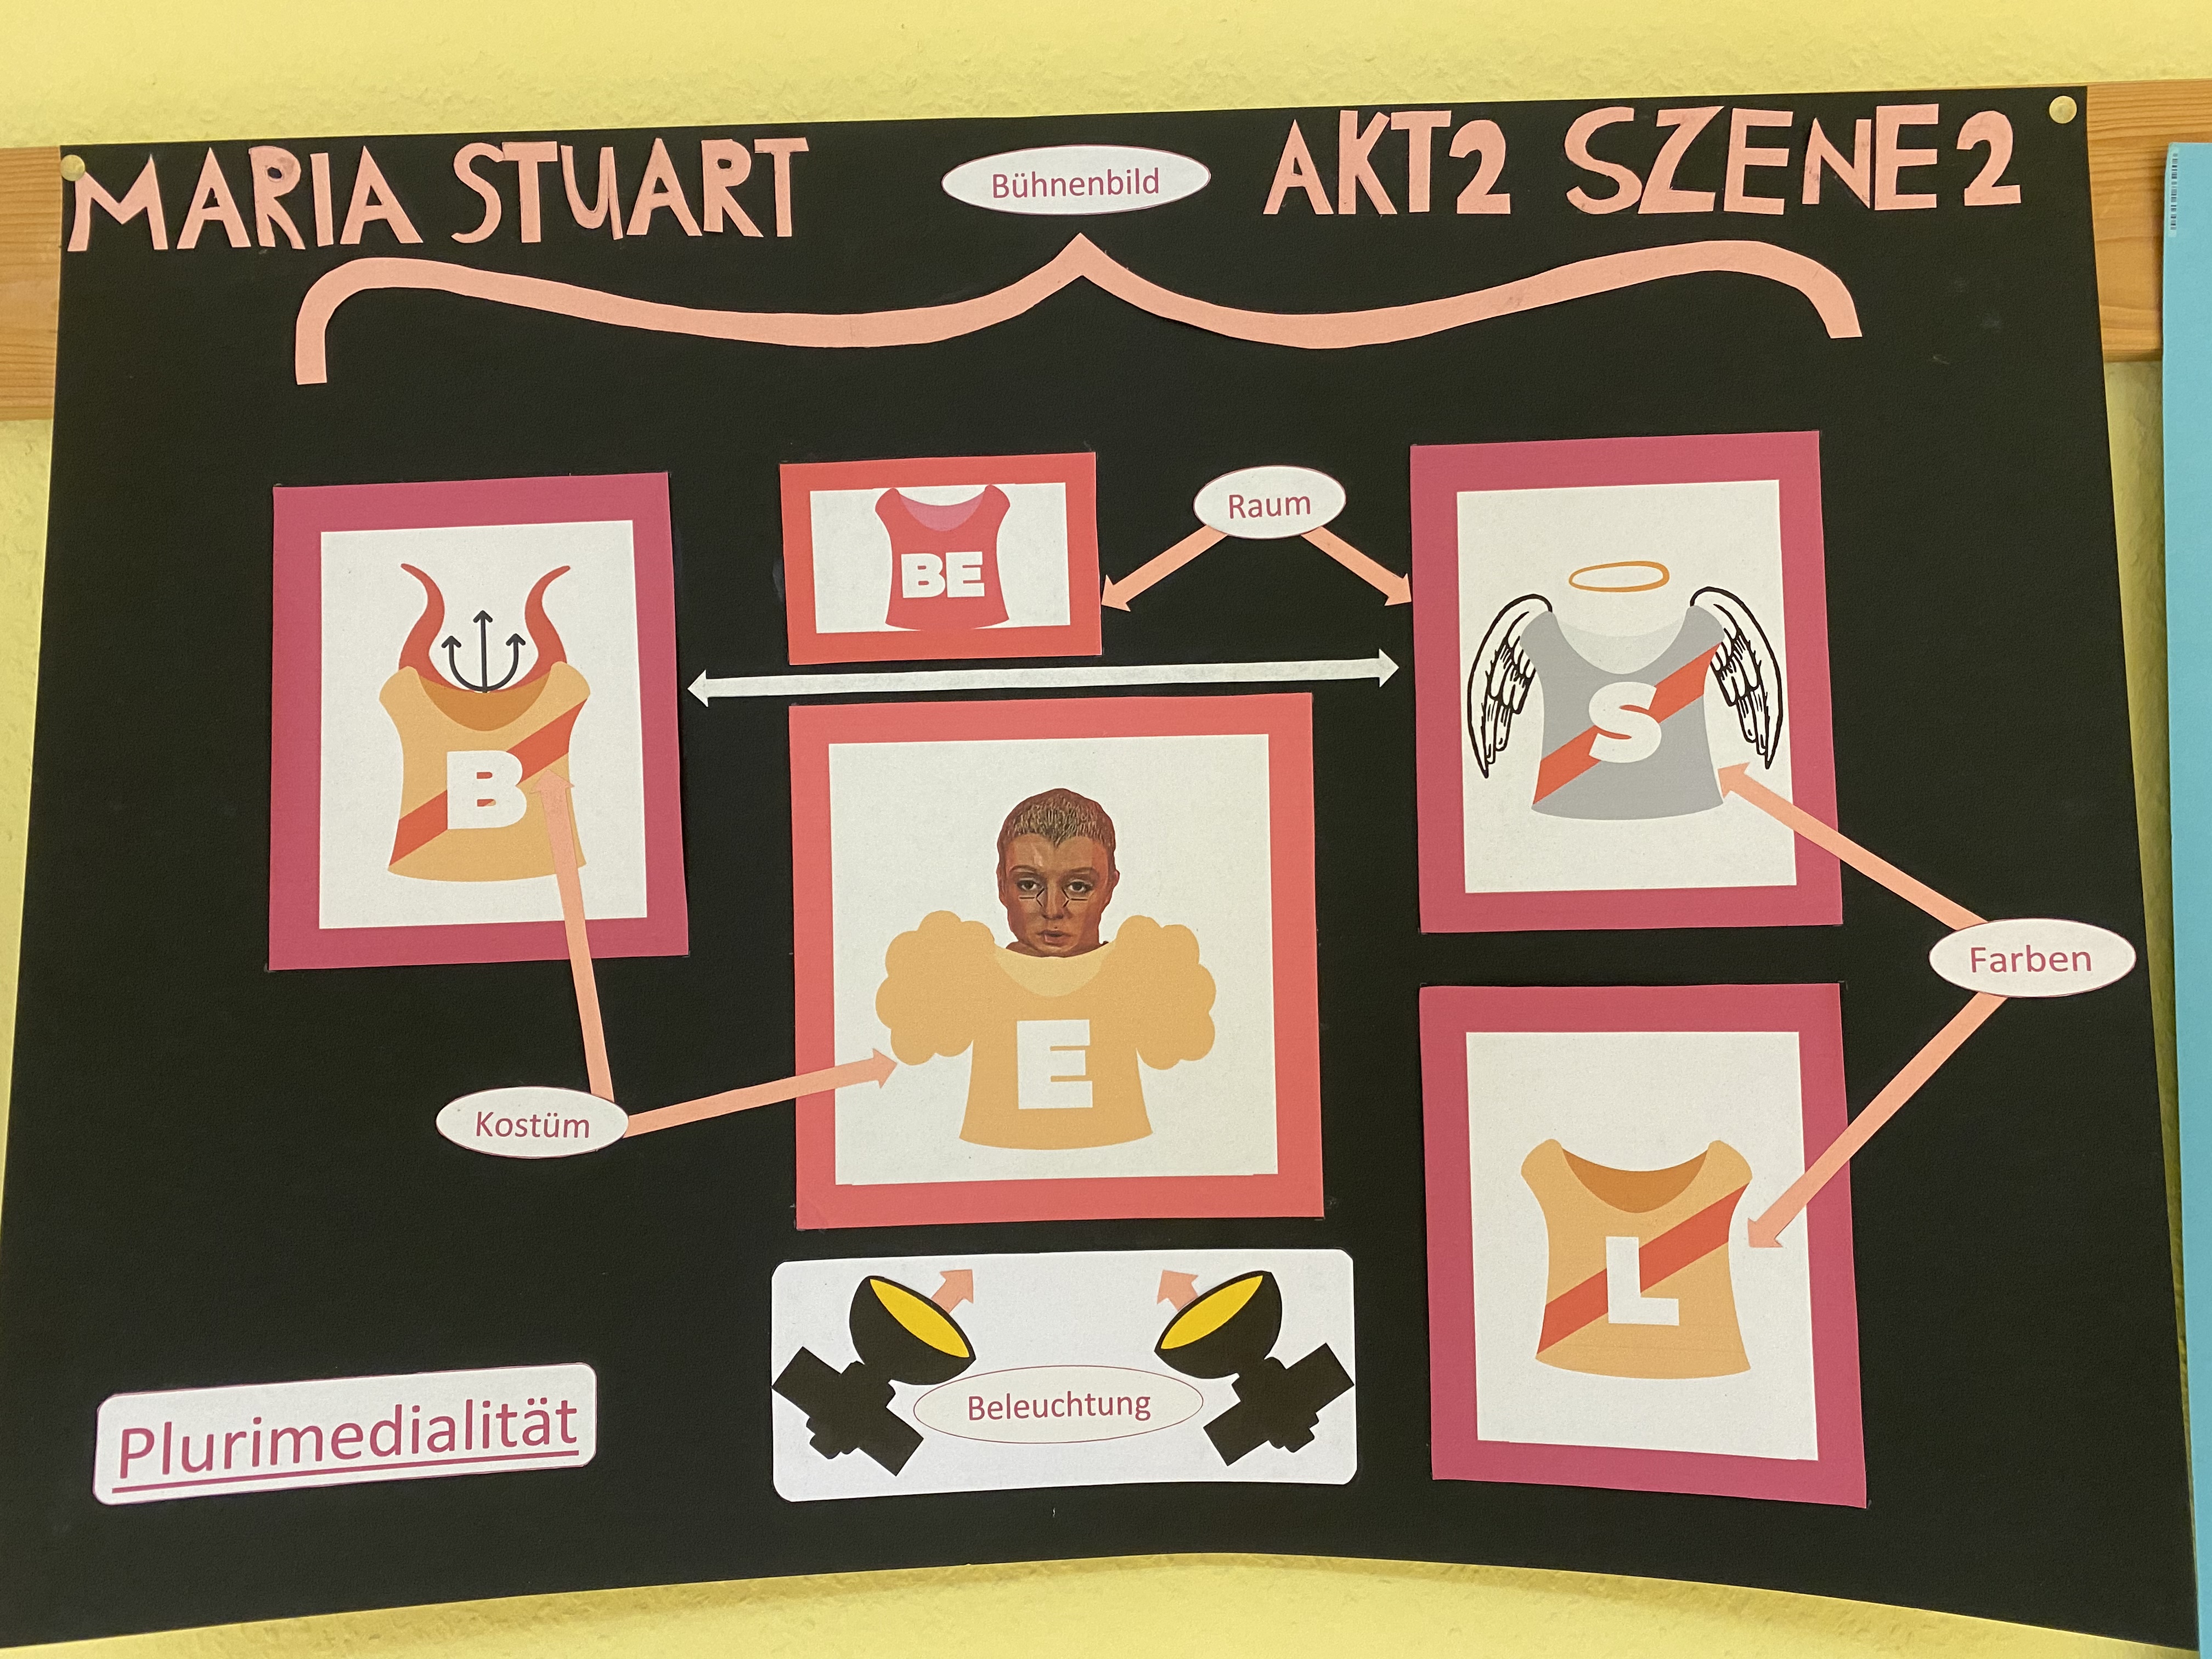 MARIA STUART
Bühnenbild
AKT2 SZENE2
BE
Raum
B
S
E
Farben
Kostüm
L
Beleuchtung
Plurimedialität